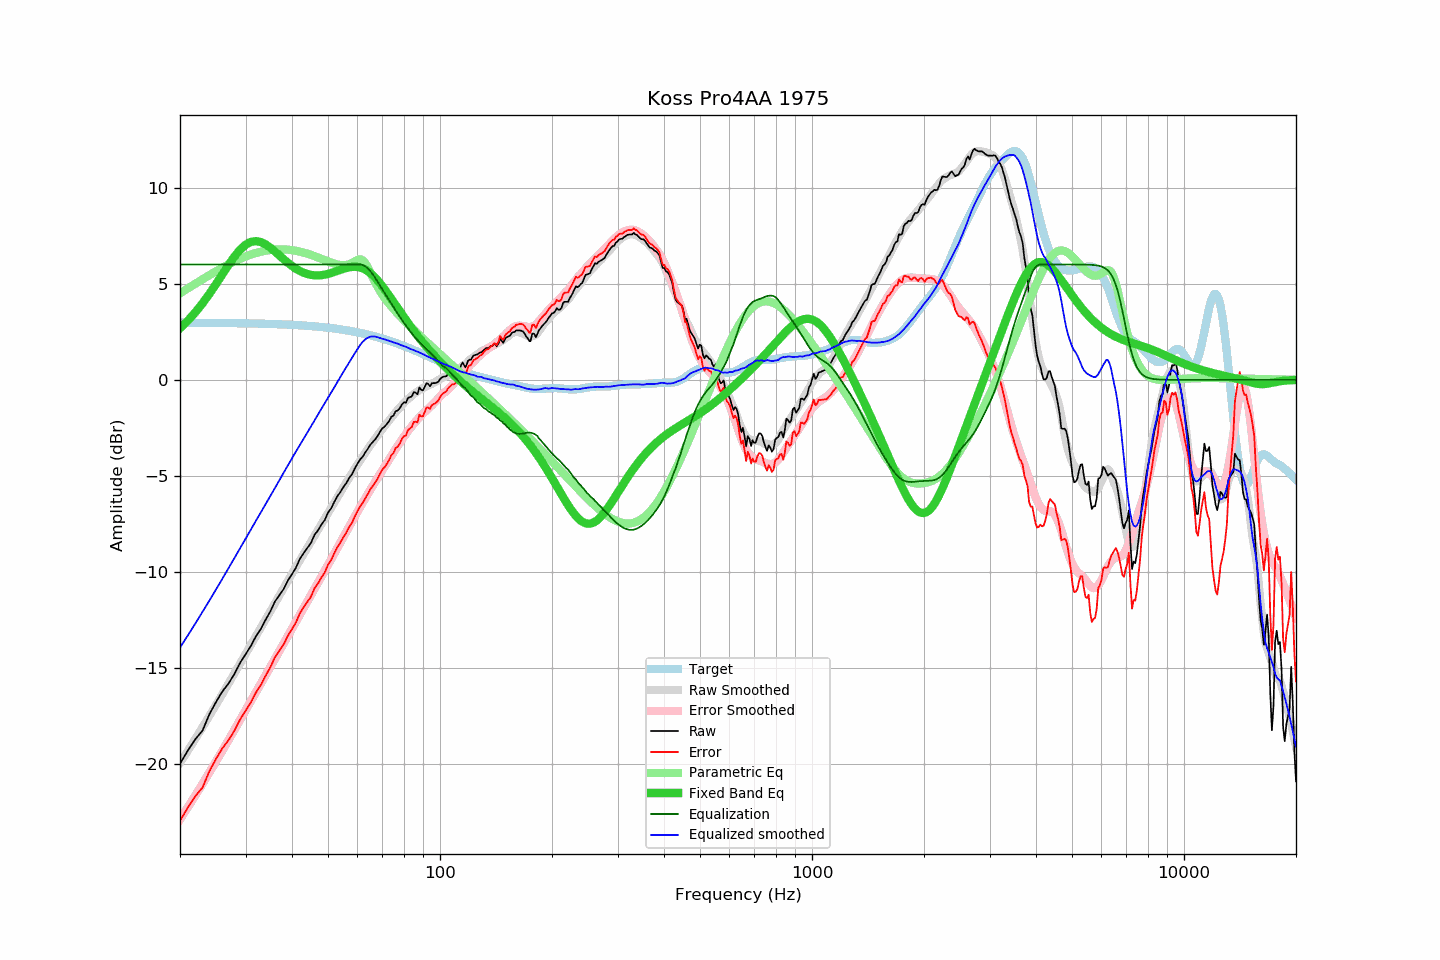 Koss Pro4AA 1975
10
5
0
−5
−10
−15
−20
Amplitude (dBr)
100
1000
10000
Frequency (Hz)
Target
Raw Smoothed
Error Smoothed
Raw
Error
Parametric Eq
Fixed Band Eq
Equalization
Equalized smoothed